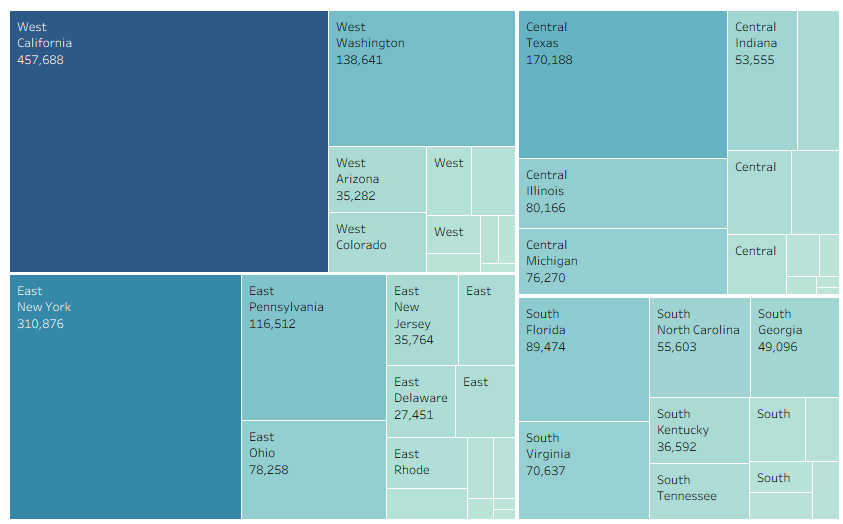 West
California
457,688
West
Washington
138,641
West
Arizona
35,282
West
West
Colorado
West
Central
Texas
170,188
Central
Indiana
53,555
Central
Illinois
80,166
Central
Central
Michigan
76,270
Central
East
New York
310,876
East
Pennsylvania
116,512
East
New
Jersey
35,764
East
East
Delaware
27,451
East
East
Ohio
78,258
East
Rhode
South
Florida
89,474
South
North Carolina
55,603
South
Georgia
49,096
South
Kentucky
36,592
South
South
Virginia
70,637
South
Tennessee
South